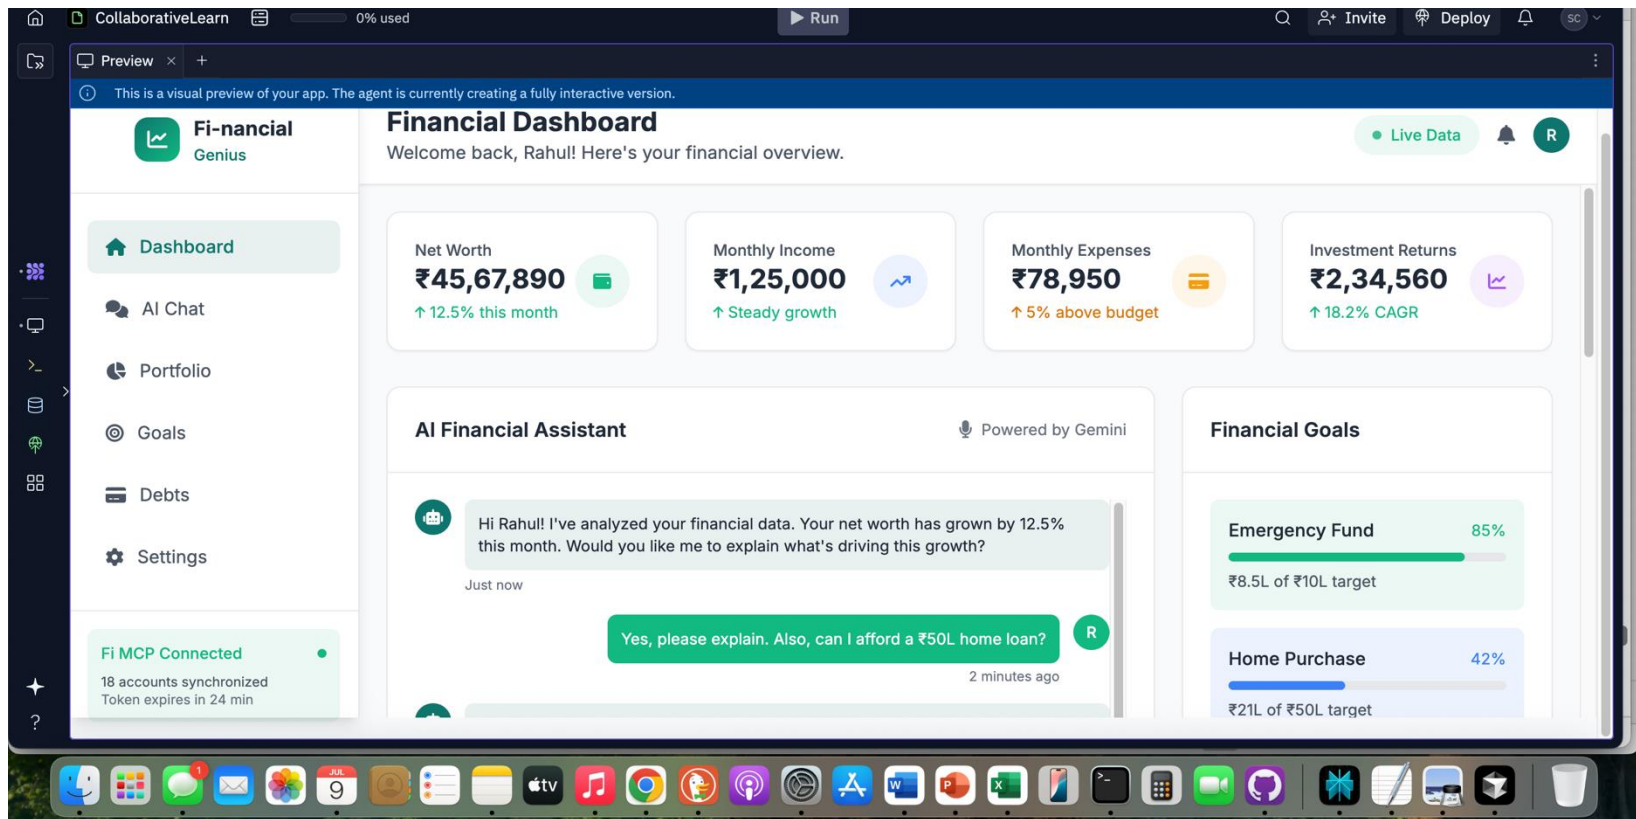 CollaborativeLearn
0% used
Run
Invite
Deploy
SC
Preview
This is a visual preview of your app. The agent is currently creating a fully interactive version.
Fi-nancial
Genius
Financial Dashboard
Welcome back, Rahul! Here's your financial overview.
Live Data
R
Dashboard
AI Chat
Portfolio
Goals
Debts
Settings
Fi MCP Connected
18 accounts synchronized
Token expires in 24 min
Net Worth
₹45,67,890
↑ 12.5% this month
Monthly Income
₹1,25,000
↑ Steady growth
Monthly Expenses
₹78,950
↑ 5% above budget
Investment Returns
₹2,34,560
↑ 18.2% CAGR
AI Financial Assistant
Powered by Gemini
Hi Rahul! I've analyzed your financial data. Your net worth has grown by 12.5%
this month. Would you like me to explain what's driving this growth?
Just now
Yes, please explain. Also, can I afford a ₹50L home loan?
R
2 minutes ago
Financial Goals
Emergency Fund
85%
₹8.5L of ₹10L target
Home Purchase
42%
₹21L of ₹50L target
1
JUL
9
tv
W
P
X